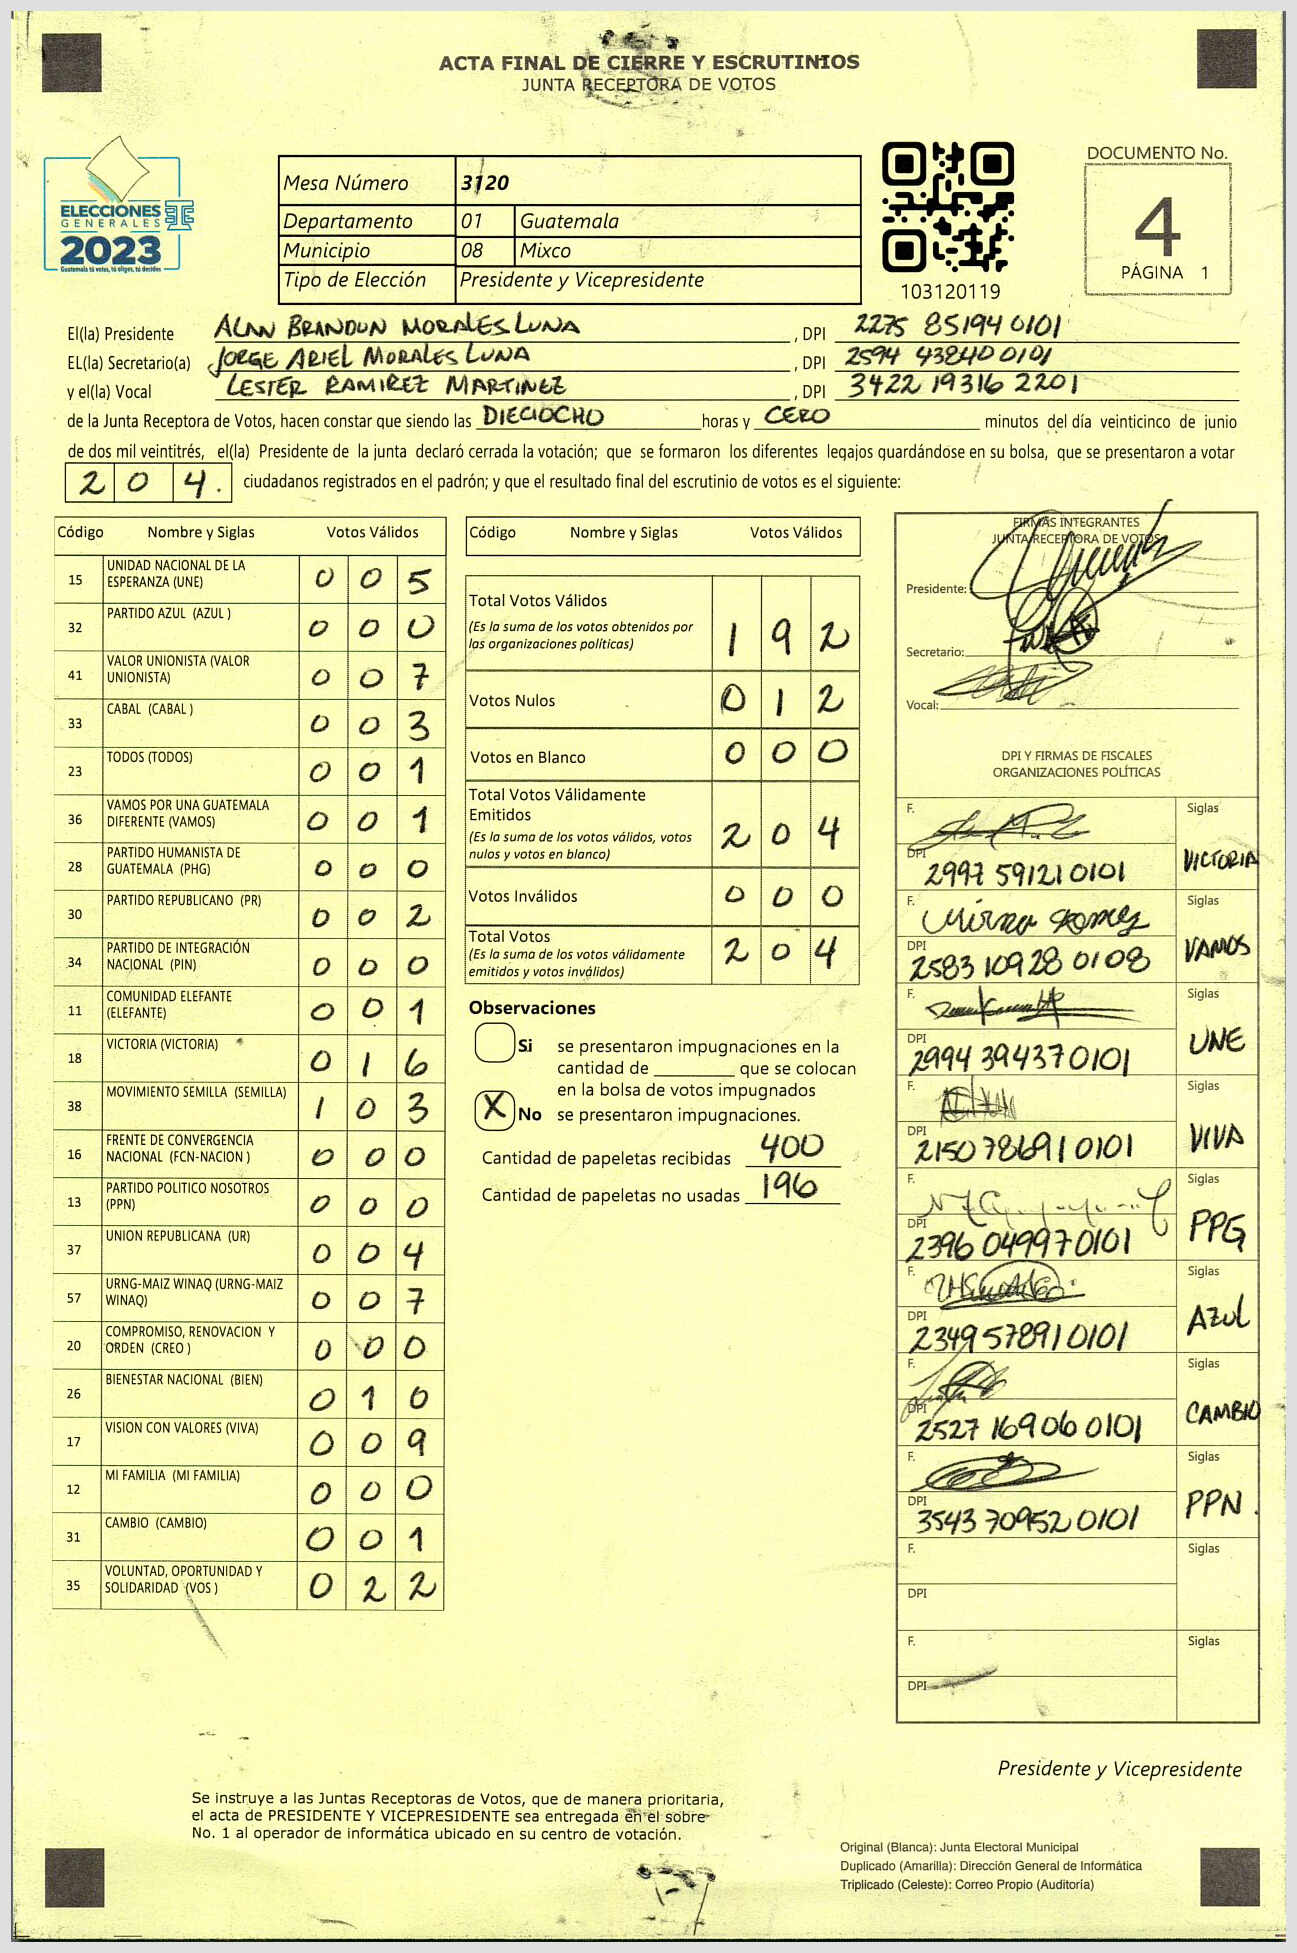 ACTA FINAL DE CIERRE Y ESCRUTINIOS
JUNTA RECEPTORA DE VOTOS
ELECCIONES
GENERALES
2023
Guatemala tú votes, tú eliges, tú decides
Mesa Número 3120
Departamento 01 Guatemala
Municipio 08 Mixco
Tipo de Elección Presidente y Vicepresidente
103120119
DOCUMENTO No.
4
PÁGINA 1
El(la) Presidente ALAN BRANDUN MORALES LUNA, DPI 2275 85194 0101
EL(la) Secretario(a) JORGE ARIEL MORALES LUNA, DPI 2594 43840 0101
y el(la) Vocal LESTER RAMIREZ MARTINEZ, DPI 3422 19316 2201
de la Junta Receptora de Votos, hacen constar que siendo las DIECIOCHO horas y CERO minutos del día veinticinco de junio
de dos mil veintitrés, el(la) Presidente de la junta declaró cerrada la votación; que se formaron los diferentes legajos guardándose en su bolsa, que se presentaron a votar
204. ciudadanos registrados en el padrón; y que el resultado final del escrutinio de votos es el siguiente:
Código Nombre y Siglas Votos Válidos
15 UNIDAD NACIONAL DE LA ESPERANZA (UNE) 0 0 5
32 PARTIDO AZUL (AZUL ) 0 0 0
41 VALOR UNIONISTA (VALOR UNIONISTA) 0 0 7
33 CABAL (CABAL ) 0 0 3
23 TODOS (TODOS) 0 0 1
36 VAMOS POR UNA GUATEMALA DIFERENTE (VAMOS) 0 0 1
28 PARTIDO HUMANISTA DE GUATEMALA (PHG) 0 0 0
30 PARTIDO REPUBLICANO (PR) 0 0 2
34 PARTIDO DE INTEGRACIÓN NACIONAL (PIN) 0 0 0
11 COMUNIDAD ELEFANTE (ELEFANTE) 0 0 1
18 VICTORIA (VICTORIA) 0 1 6
38 MOVIMIENTO SEMILLA (SEMILLA) 1 0 3
16 FRENTE DE CONVERGENCIA NACIONAL (FCN-NACION ) 0 0 0
13 PARTIDO POLITICO NOSOTROS (PPN) 0 0 0
37 UNION REPUBLICANA (UR) 0 0 4
57 URNG-MAIZ WINAQ (URNG-MAIZ WINAQ) 0 0 7
20 COMPROMISO, RENOVACION Y ORDEN (CREO ) 0 0 0
26 BIENESTAR NACIONAL (BIEN) 0 1 0
17 VISION CON VALORES (VIVA) 0 0 9
12 MI FAMILIA (MI FAMILIA) 0 0 0
31 CAMBIO (CAMBIO) 0 0 1
35 VOLUNTAD, OPORTUNIDAD Y SOLIDARIDAD (VOS ) 0 2 2
Código Nombre y Siglas Votos Válidos
Total Votos Válidos 1 9 2
(Es la suma de los votos obtenidos por
las organizaciones políticas)
Votos Nulos 0 1 2
Votos en Blanco 0 0 0
Total Votos Válidamente
Emitidos 2 0 4
(Es la suma de los votos válidos, votos
nulos y votos en blanco)
Votos Inválidos 0 0 0
Total Votos 2 0 4
(Es la suma de los votos válidamente
emitidos y votos inválidos)
Observaciones
Si se presentaron impugnaciones en la
cantidad de ________ que se colocan
en la bolsa de votos impugnados
X No se presentaron impugnaciones.
Cantidad de papeletas recibidas 400
Cantidad de papeletas no usadas 196
FIRMAS INTEGRANTES
JUNTA RECEPTORA DE VOTOS
Presidente:
Secretario:
Vocal:
DPI Y FIRMAS DE FISCALES
ORGANIZACIONES POLÍTICAS
F. Siglas
DPI 2997 59121 0101 VICTORIA
F. Siglas
DPI 2583 10928 0108 VAMOS
F. Siglas
DPI 2994 39437 0101 UNE
F. Siglas
DPI 2150 78691 0101 VIVA
F. Siglas
DPI 2396 04997 0101 PPG
F. Siglas
DPI 2349 57891 0101 AZUL
F. Siglas
DPI 2527 16906 0101 CAMBIO
F. Siglas
DPI 3543 70952 0101 PPN.
F. Siglas
DPI
F. Siglas
DPI
Presidente y Vicepresidente
Se instruye a las Juntas Receptoras de Votos, que de manera prioritaria,
el acta de PRESIDENTE Y VICEPRESIDENTE sea entregada en el sobre
No. 1 al operador de informática ubicado en su centro de votación.
Original (Blanca): Junta Electoral Municipal
Duplicado (Amarilla): Dirección General de Informática
Triplicado (Celeste): Correo Propio (Auditoría)